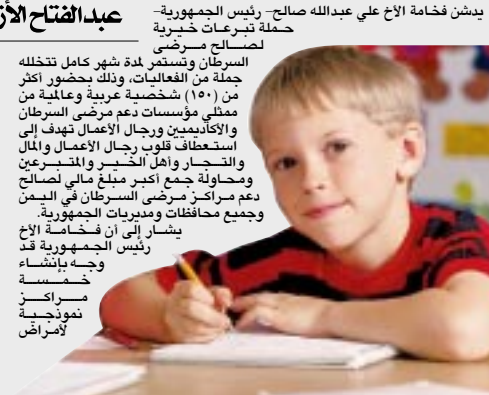 عبدالفتاح الأز
يدشن فخامة الأخ علي عبدالله صالح– رئيس الجمهورية–
حملة تبرعات خيرية
لصالح مرضى
السرطان وتستمر لمدة شهر كامل تتخلله
جملة من الفعاليات، وذلك بحضور أكثر
من (١٥٠) شخصية عربية وعالمية من
ممثلي مؤسسات دعم مرضى السرطان
والأكاديميين ورجال الأعمال تهدف إلى
استعطاف قلوب رجال الأعمال والمال
والتجار وأهل الخير والمتبرعين
ومحاولة جمع أكبر مبلغ مالي لصالح
دعم مراكز مرضى السرطان في اليمن
وجميع محافظات ومديريات الجمهورية.
يشار إلى أن فخامة الأخ
رئيس الجمهورية قد
وجه بإنشاء
خمسة
مراكز
نموذجية
لأمراض